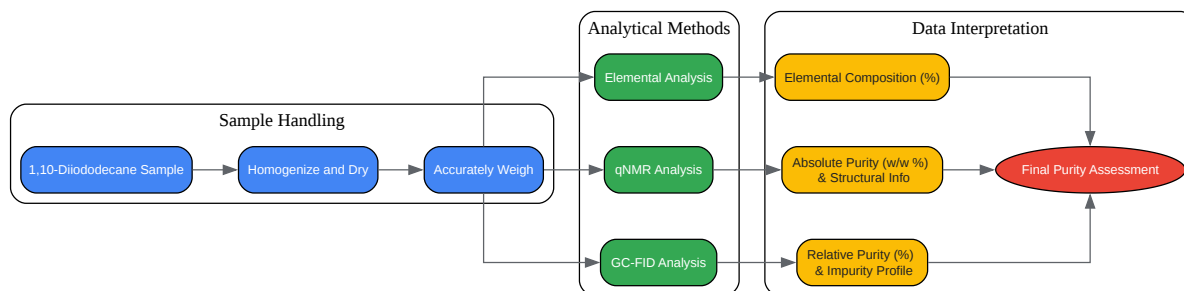 Analytical Methods
Data Interpretation
Elemental Analysis
Elemental Composition (%)
Sample Handling
1,10-Diiododecane Sample
Homogenize and Dry
Accurately Weigh
qNMR Analysis
Absolute Purity (w/w %)
& Structural Info
Final Purity Assessment
GC-FID Analysis
Relative Purity (%)
& Impurity Profile